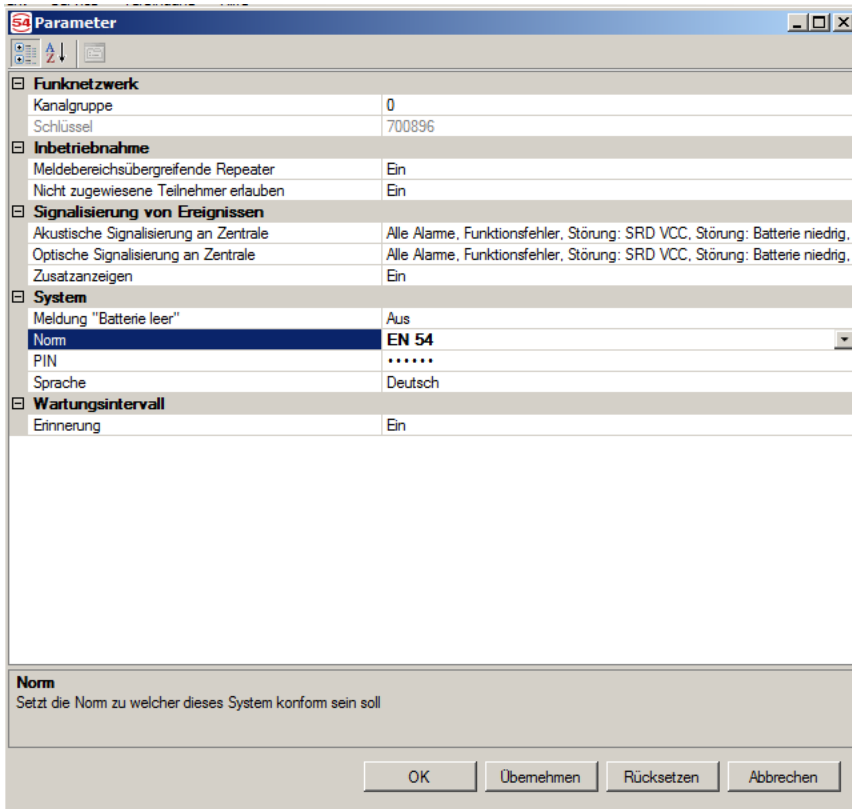 54 Parameter
Funknetzwerk
Kanalgruppe 0
Schlüssel 700896
Inbetriebnahme
Meldebereichsübergreifende Repeater Ein
Nicht zugewiesene Teilnehmer erlauben Ein
Signalisierung von Ereignissen
Akustische Signalisierung an Zentrale Alle Alarme, Funktionsfehler, Störung: SRD VCC, Störung: Batterie niedrig,
Optische Signalisierung an Zentrale Alle Alarme, Funktionsfehler, Störung: SRD VCC, Störung: Batterie niedrig,
Zusatzanzeigen Ein
System
Meldung "Batterie leer" Aus
Norm EN 54
PIN ••••••
Sprache Deutsch
Wartungsintervall
Erinnerung Ein
Norm
Setzt die Norm zu welcher dieses System konform sein soll
OK Übernehmen Rücksetzen Abbrechen